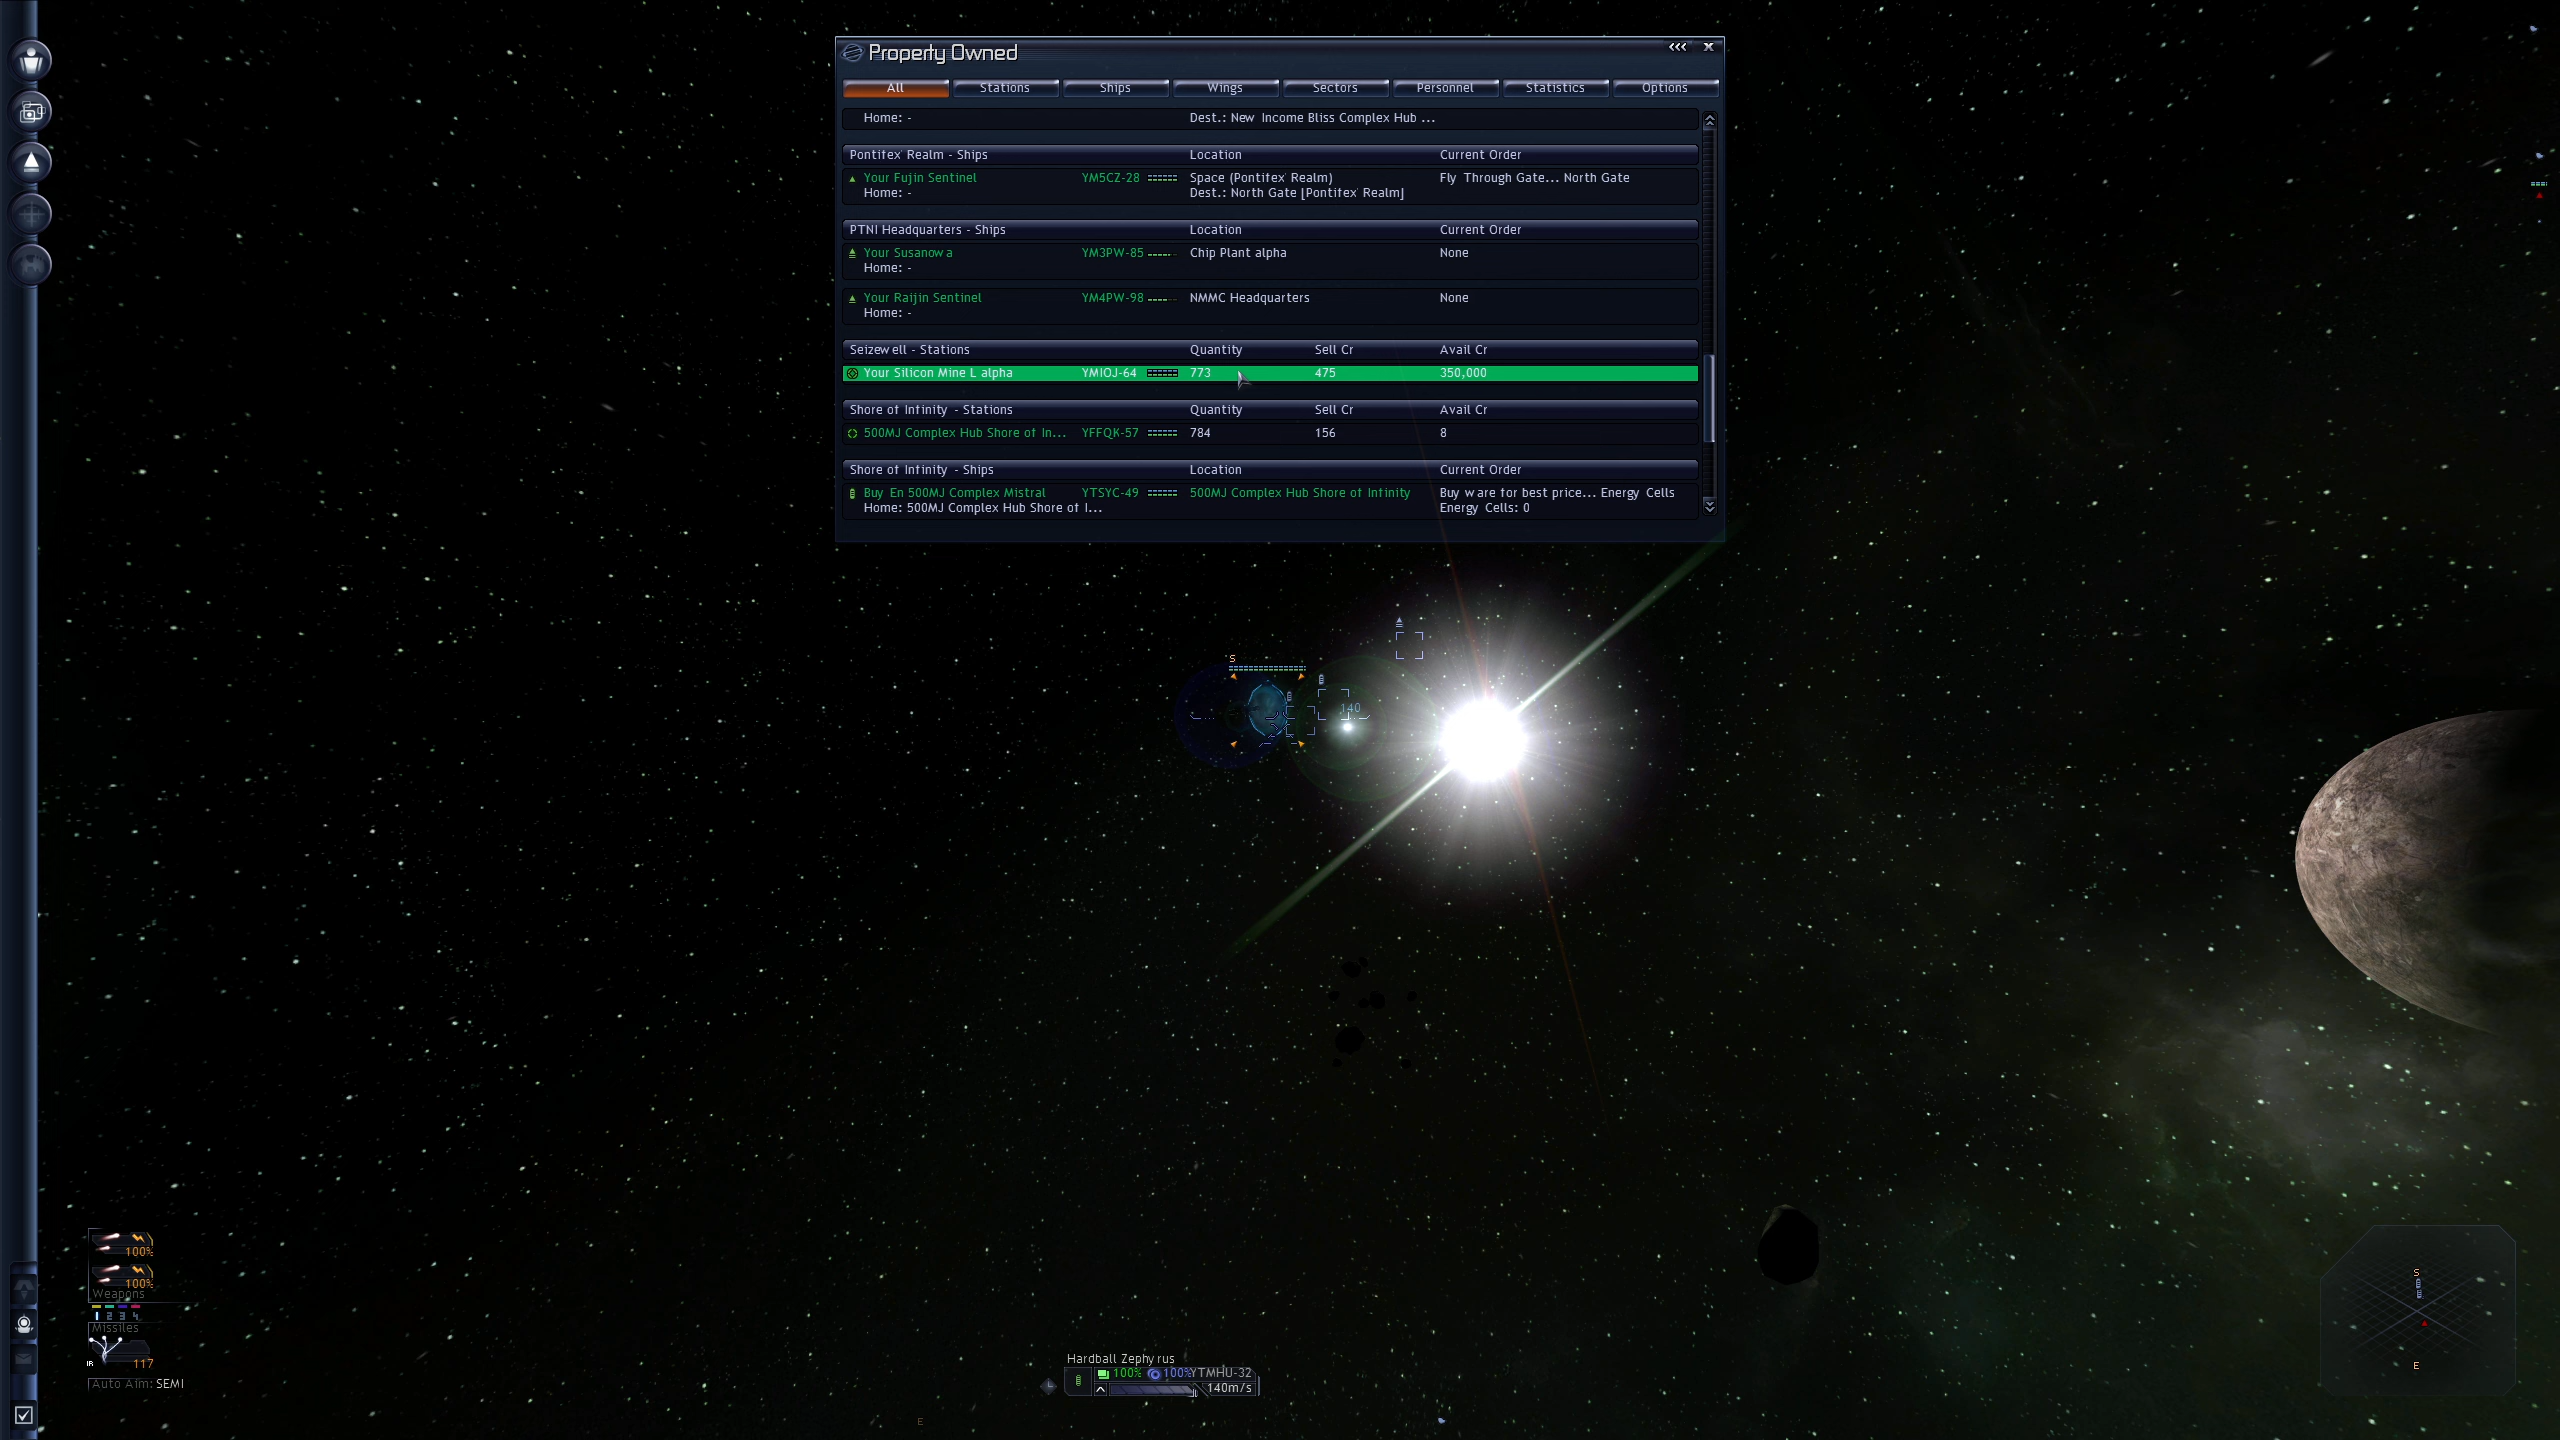 Property Owned
All Stations Ships Wings Sectors Personnel Statistics Options
Home: - Dest.: New Income Bliss Complex Hub ...
Pontifex' Realm - Ships Location Current Order
Your Fujin Sentinel YM5CZ-28 Space (Pontifex' Realm) Fly Through Gate... North Gate
Home: - Dest.: North Gate [Pontifex' Realm]
PTNI Headquarters - Ships Location Current Order
Your Susanowa YM3PW-85 Chip Plant alpha None
Home: -
Your Raijin Sentinel YM4PW-98 NMMC Headquarters None
Home: -
Seizewell - Stations Quantity Sell Cr Avail Cr
Your Silicon Mine L alpha YMIOJ-64 773 475 350,000
Shore of Infinity - Stations Quantity Sell Cr Avail Cr
500MJ Complex Hub Shore of In... YFFQK-57 784 156 8
Shore of Infinity - Ships Location Current Order
Buy En 500MJ Complex Mistral YTSYC-49 500MJ Complex Hub Shore of Infinity Buy ware for best price... Energy Cells
Home: 500MJ Complex Hub Shore of I... Energy Cells: 0
S
140
100%
100%
Weapons
1 2 3 4
Missiles
IR 117
Auto Aim: SEMI
Hardball Zephyrus
100% 100% YTMHU-32
140m/s
E
S
E